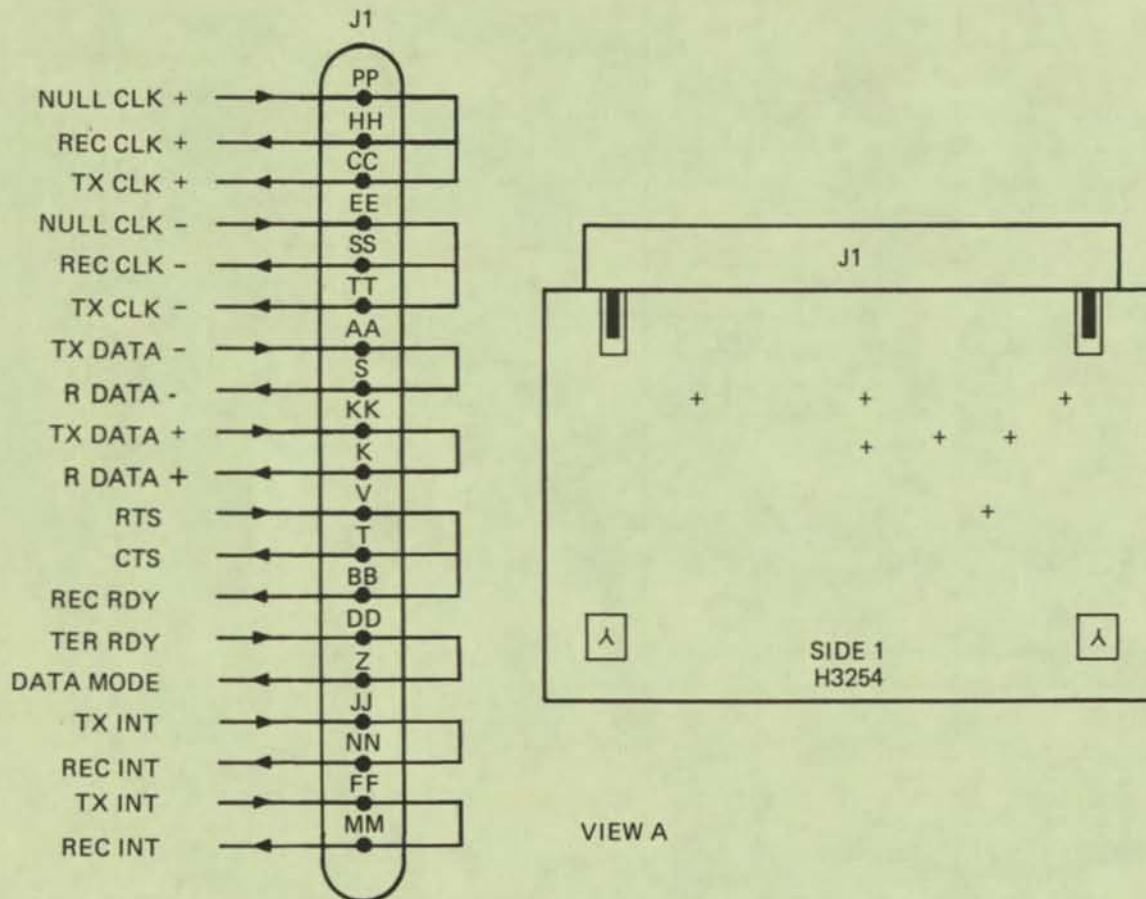 J1
PP
NULL CLK +
HH
REC CLK +
CC
TX CLK +
EE
NULL CLK -
SS
REC CLK -
TT
TX CLK -
AA
TX DATA -
S
R DATA -
KK
TX DATA +
K
R DATA +
V
RTS
T
CTS
BB
REC RDY
DD
TER RDY
Z
DATA MODE
JJ
TX INT
NN
REC INT
FF
TX INT
MM
REC INT
J1
SIDE 1
H3254
VIEW A